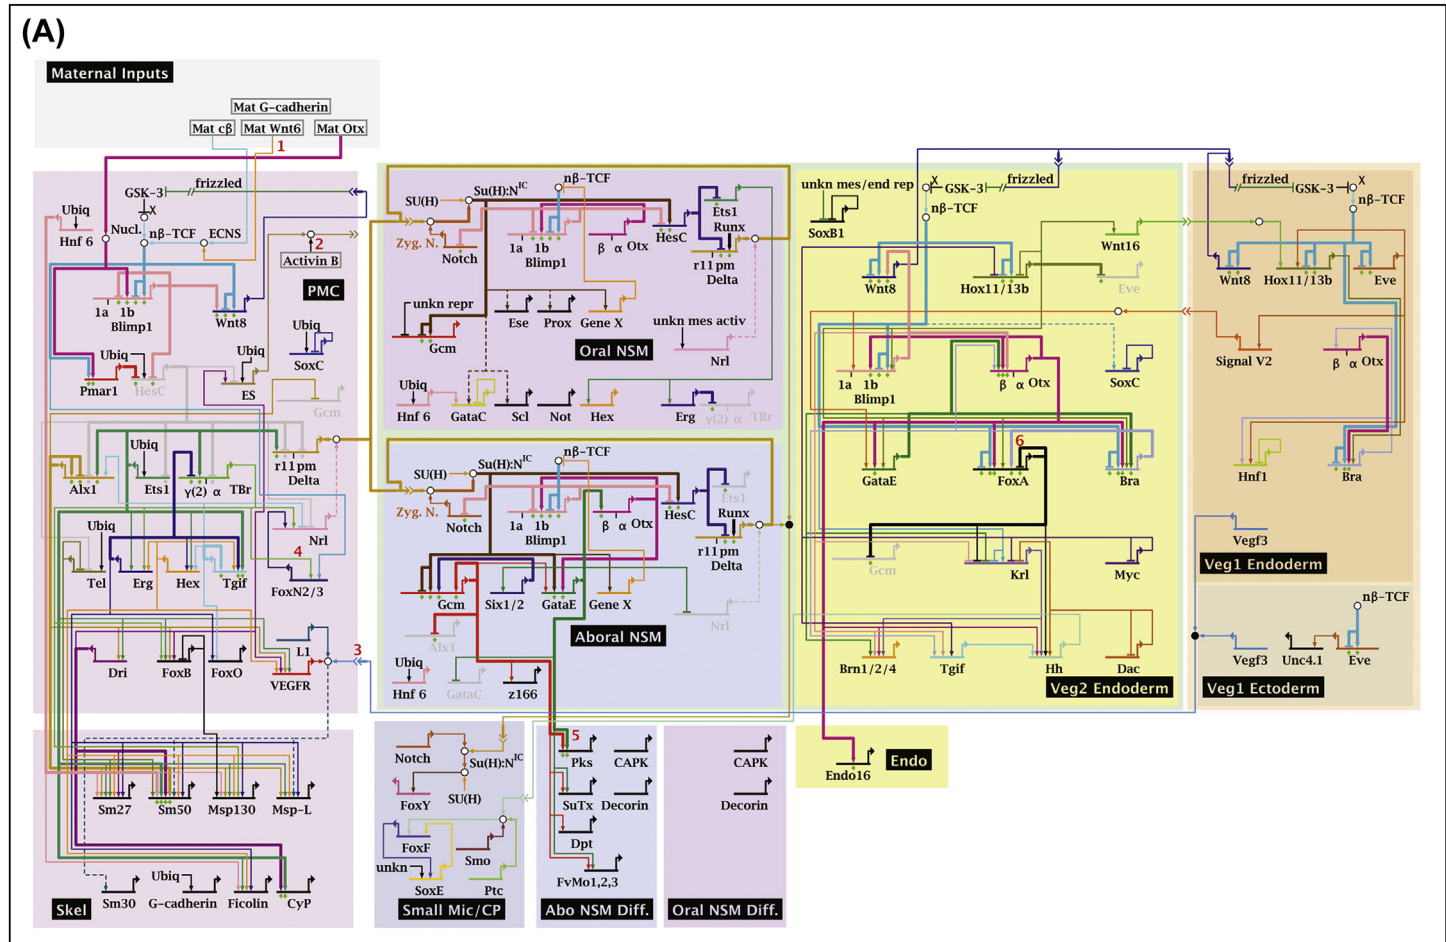 (A)
Maternal Inputs
Mat G-cadherin
Mat cβ
Mat Wnt6
Mat Otx
1
GSK-3
frizzled
X
Ubiq
Hnf 6
Nucl.
nβ-TCF
ECNS
2
Activin B
PMC
1a
1b
Blimp1
Wnt8
Ubiq
SoxC
Ubiq
HesC
Pmar1
Ubiq
ES
Gcm
r11pm
Delta
Ubiq
Alx1
Ets1
γ(2)
α
TBr
Nrl
4
Ubiq
Tel
Erg
Hex
Tgif
FoxN2/3
L1
3
Dri
FoxB
FoxO
VEGFR
Sm27
Sm50
Msp130
Msp-L
Ubiq
Sm30
G-cadherin
Ficolin
CyP
Skel
SU(H)
Su(H):N^IC
nβ-TCF
Zyg. N.
Notch
1a
1b
Blimp1
β
α
Otx
HesC
Ets1
Runx
r11pm
Delta
unkn repr
Gcm
Ese
Prox
Gene X
Oral NSM
unkn mes activ
Nrl
Ubiq
Hnf 6
GataC
Scl
Not
Hex
Erg
γ(2)
α
TBr
SU(H)
Su(H):N^IC
nβ-TCF
Zyg. N.
Notch
1a
1b
Blimp1
β
α
Otx
HesC
Ets1
Runx
r11pm
Delta
Gcm
Six1/2
GataE
Gene X
Nrl
Alx1
Aboral NSM
Ubiq
Hnf 6
GataC
z166
unkn mes/end rep
SoxB1
X
GSK-3
frizzled
nβ-TCF
Wnt16
Wnt8
Hox11/13b
Eve
1a
1b
Blimp1
β
α
Otx
SoxC
6
GataE
FoxA
Bra
Gcm
Krl
Myc
Brn1/2/4
Tgif
Hh
Dac
Veg2 Endoderm
frizzled
GSK-3
X
nβ-TCF
Wnt8
Hox11/13b
Eve
Signal V2
β
α
Otx
Hnf1
Bra
Vegf3
Veg1 Endoderm
nβ-TCF
Vegf3
Unc4.1
Eve
Veg1 Ectoderm
Notch
Su(H):N^IC
FoxY
SU(H)
FoxF
Smo
unkn
SoxE
Ptc
Small Mic/CP
5
Pks
CAPK
SuTx
Decorin
Dpt
FvMo1,2,3
Abo NSM Diff.
CAPK
Decorin
Oral NSM Diff.
Endo16
Endo